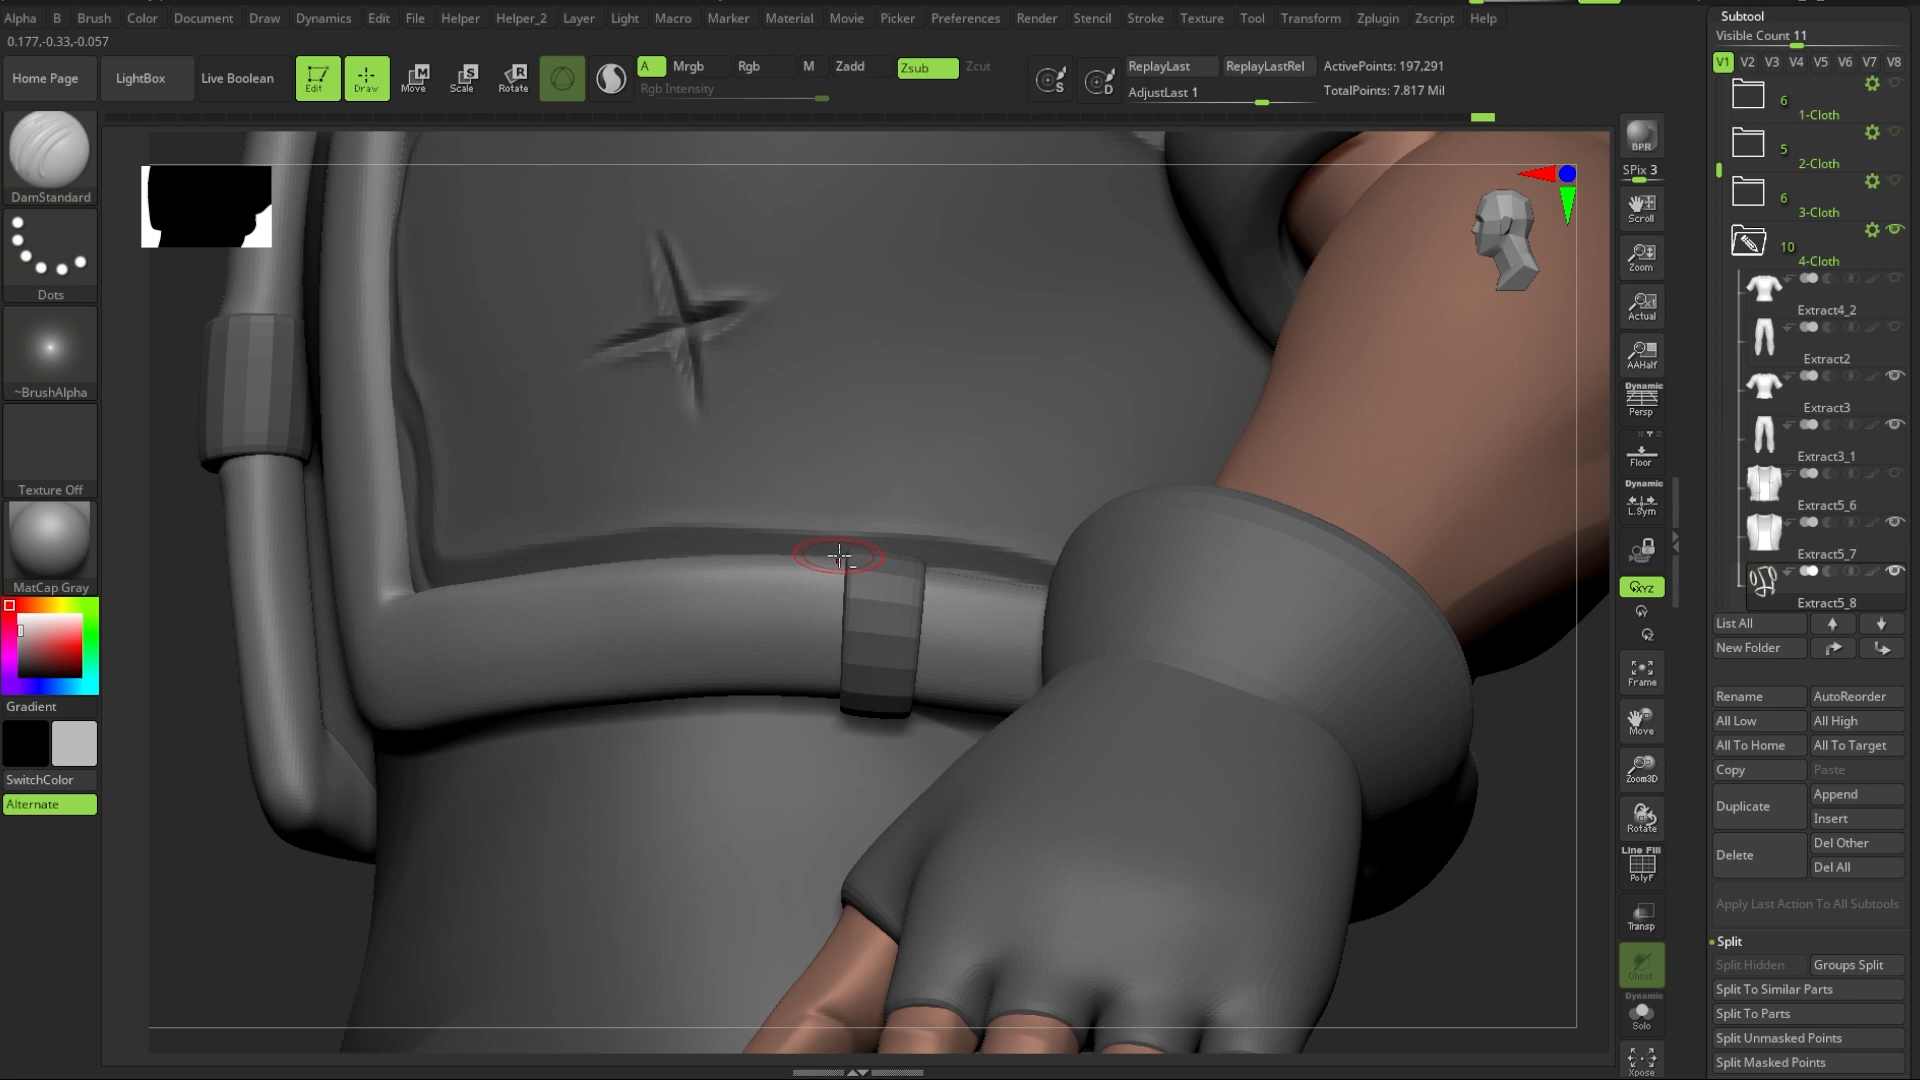 Alpha B Brush Color Document Draw Dynamics Edit File Helper Helper_2 Layer Light Macro Marker Material Movie Picker Preferences Render Stencil Stroke Texture Tool Transform Zplugin Zscript Help
0.177,-0.33,-0.057
Home Page LightBox Live Boolean Edit Draw Move Scale Rotate
A Mrgb Rgb M Zadd Zsub Zcut
Rgb Intensity
ReplayLast ReplayLastRel ActivePoints: 197,291
AdjustLast 1 TotalPoints: 7.817 Mil
DamStandard
Dots
~BrushAlpha
Texture Off
MatCap Gray
Gradient
SwitchColor
Alternate
BPR
SPix 3
Scroll
Zoom
Actual
AAHalf
Dynamic
Persp
Floor
Dynamic
L.Sym
XYZ
Frame
Move
Zoom3D
Rotate
Line Fill
PolyF
Transp
Ghost
Dynamic
Solo
Xpose
Subtool
Visible Count 11
V1 V2 V3 V4 V5 V6 V7 V8
6
1-Cloth
5
2-Cloth
6
3-Cloth
10
4-Cloth
Extract4_2
Extract2
Extract3
Extract3_1
Extract5_6
Extract5_7
Extract5_8
List All
New Folder
Rename AutoReorder
All Low All High
All To Home All To Target
Copy Paste
Duplicate Append
Insert
Delete Del Other
Del All
Apply Last Action To All Subtools
Split
Split Hidden Groups Split
Split To Similar Parts
Split To Parts
Split Unmasked Points
Split Masked Points